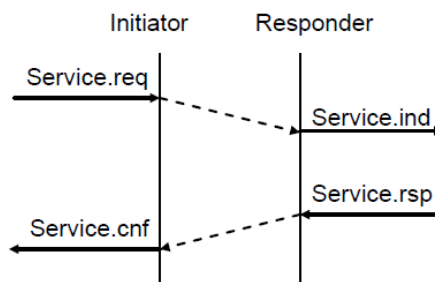 Initiator Responder
Service.req
Service.ind
Service.rsp
Service.cnf